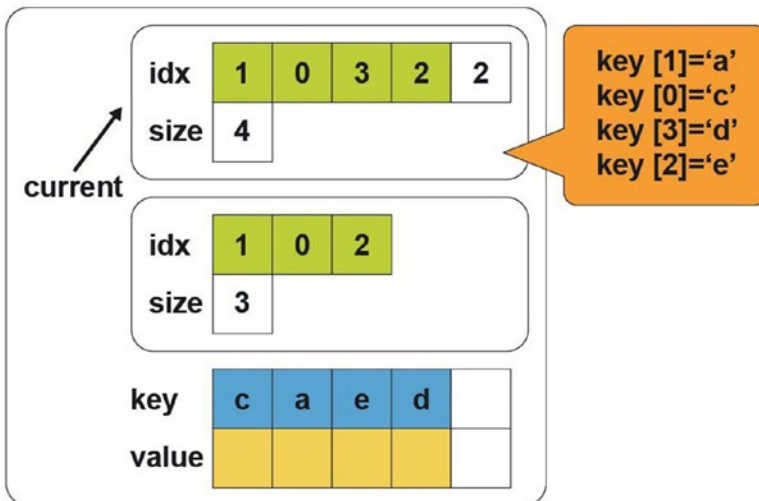 idx 1 0 3 2 2
size 4
current
key [1]=‘a’
key [0]=‘c’
key [3]=‘d’
key [2]=‘e’
idx 1 0 2
size 3
key c a e d
value